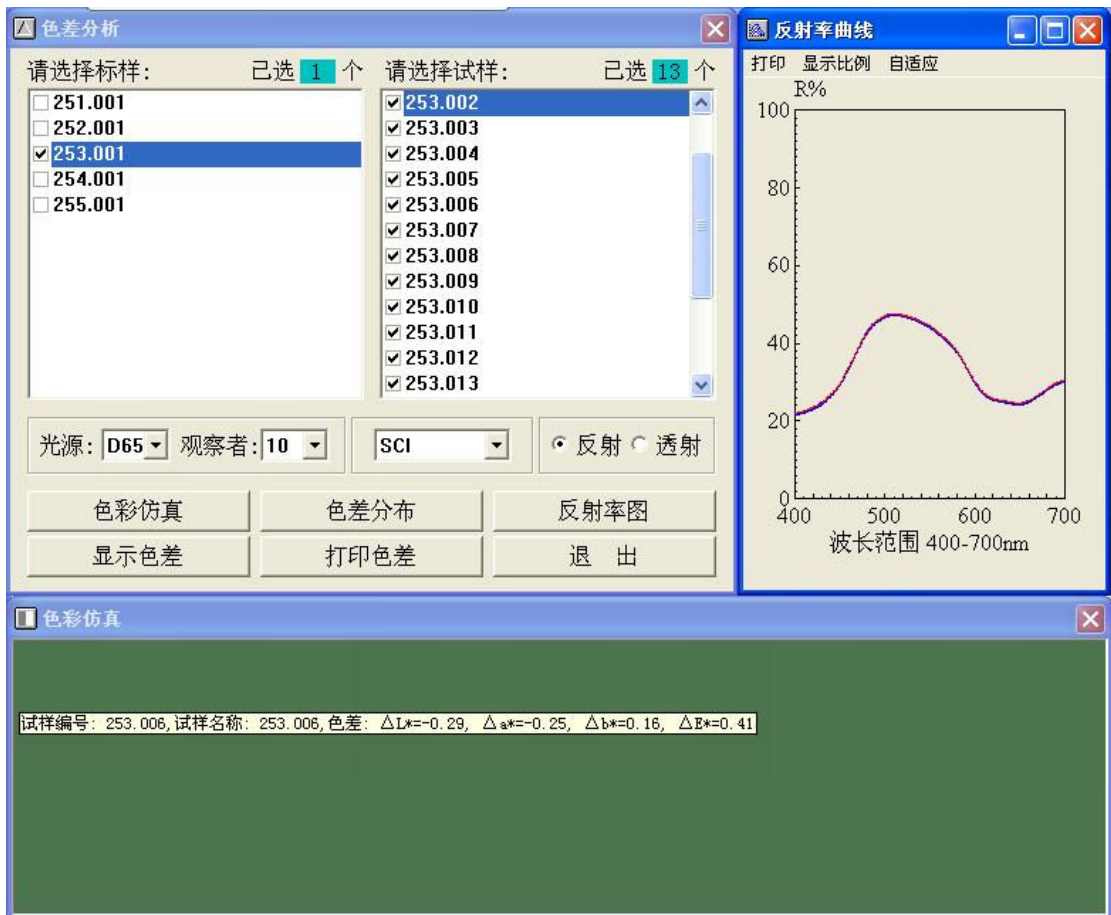 色差分析
请选择标样: 已选 1 个 请选择试样: 已选 13 个
251.001
252.001
253.001
254.001
255.001
253.002
253.003
253.004
253.005
253.006
253.007
253.008
253.009
253.010
253.011
253.012
253.013
光源: D65 观察者: 10 SCI 反射 透射
色彩仿真 色差分布 反射率图
显示色差 打印色差 退 出
反射率曲线
打印 显示比例 自适应
R%
100
80
60
40
20
0
400 500 600 700
波长范围 400-700nm
色彩仿真
试样编号: 253.006,试样名称: 253.006,色差: △L*=-0.29, △a*=-0.25, △b*=0.16, △E*=0.41